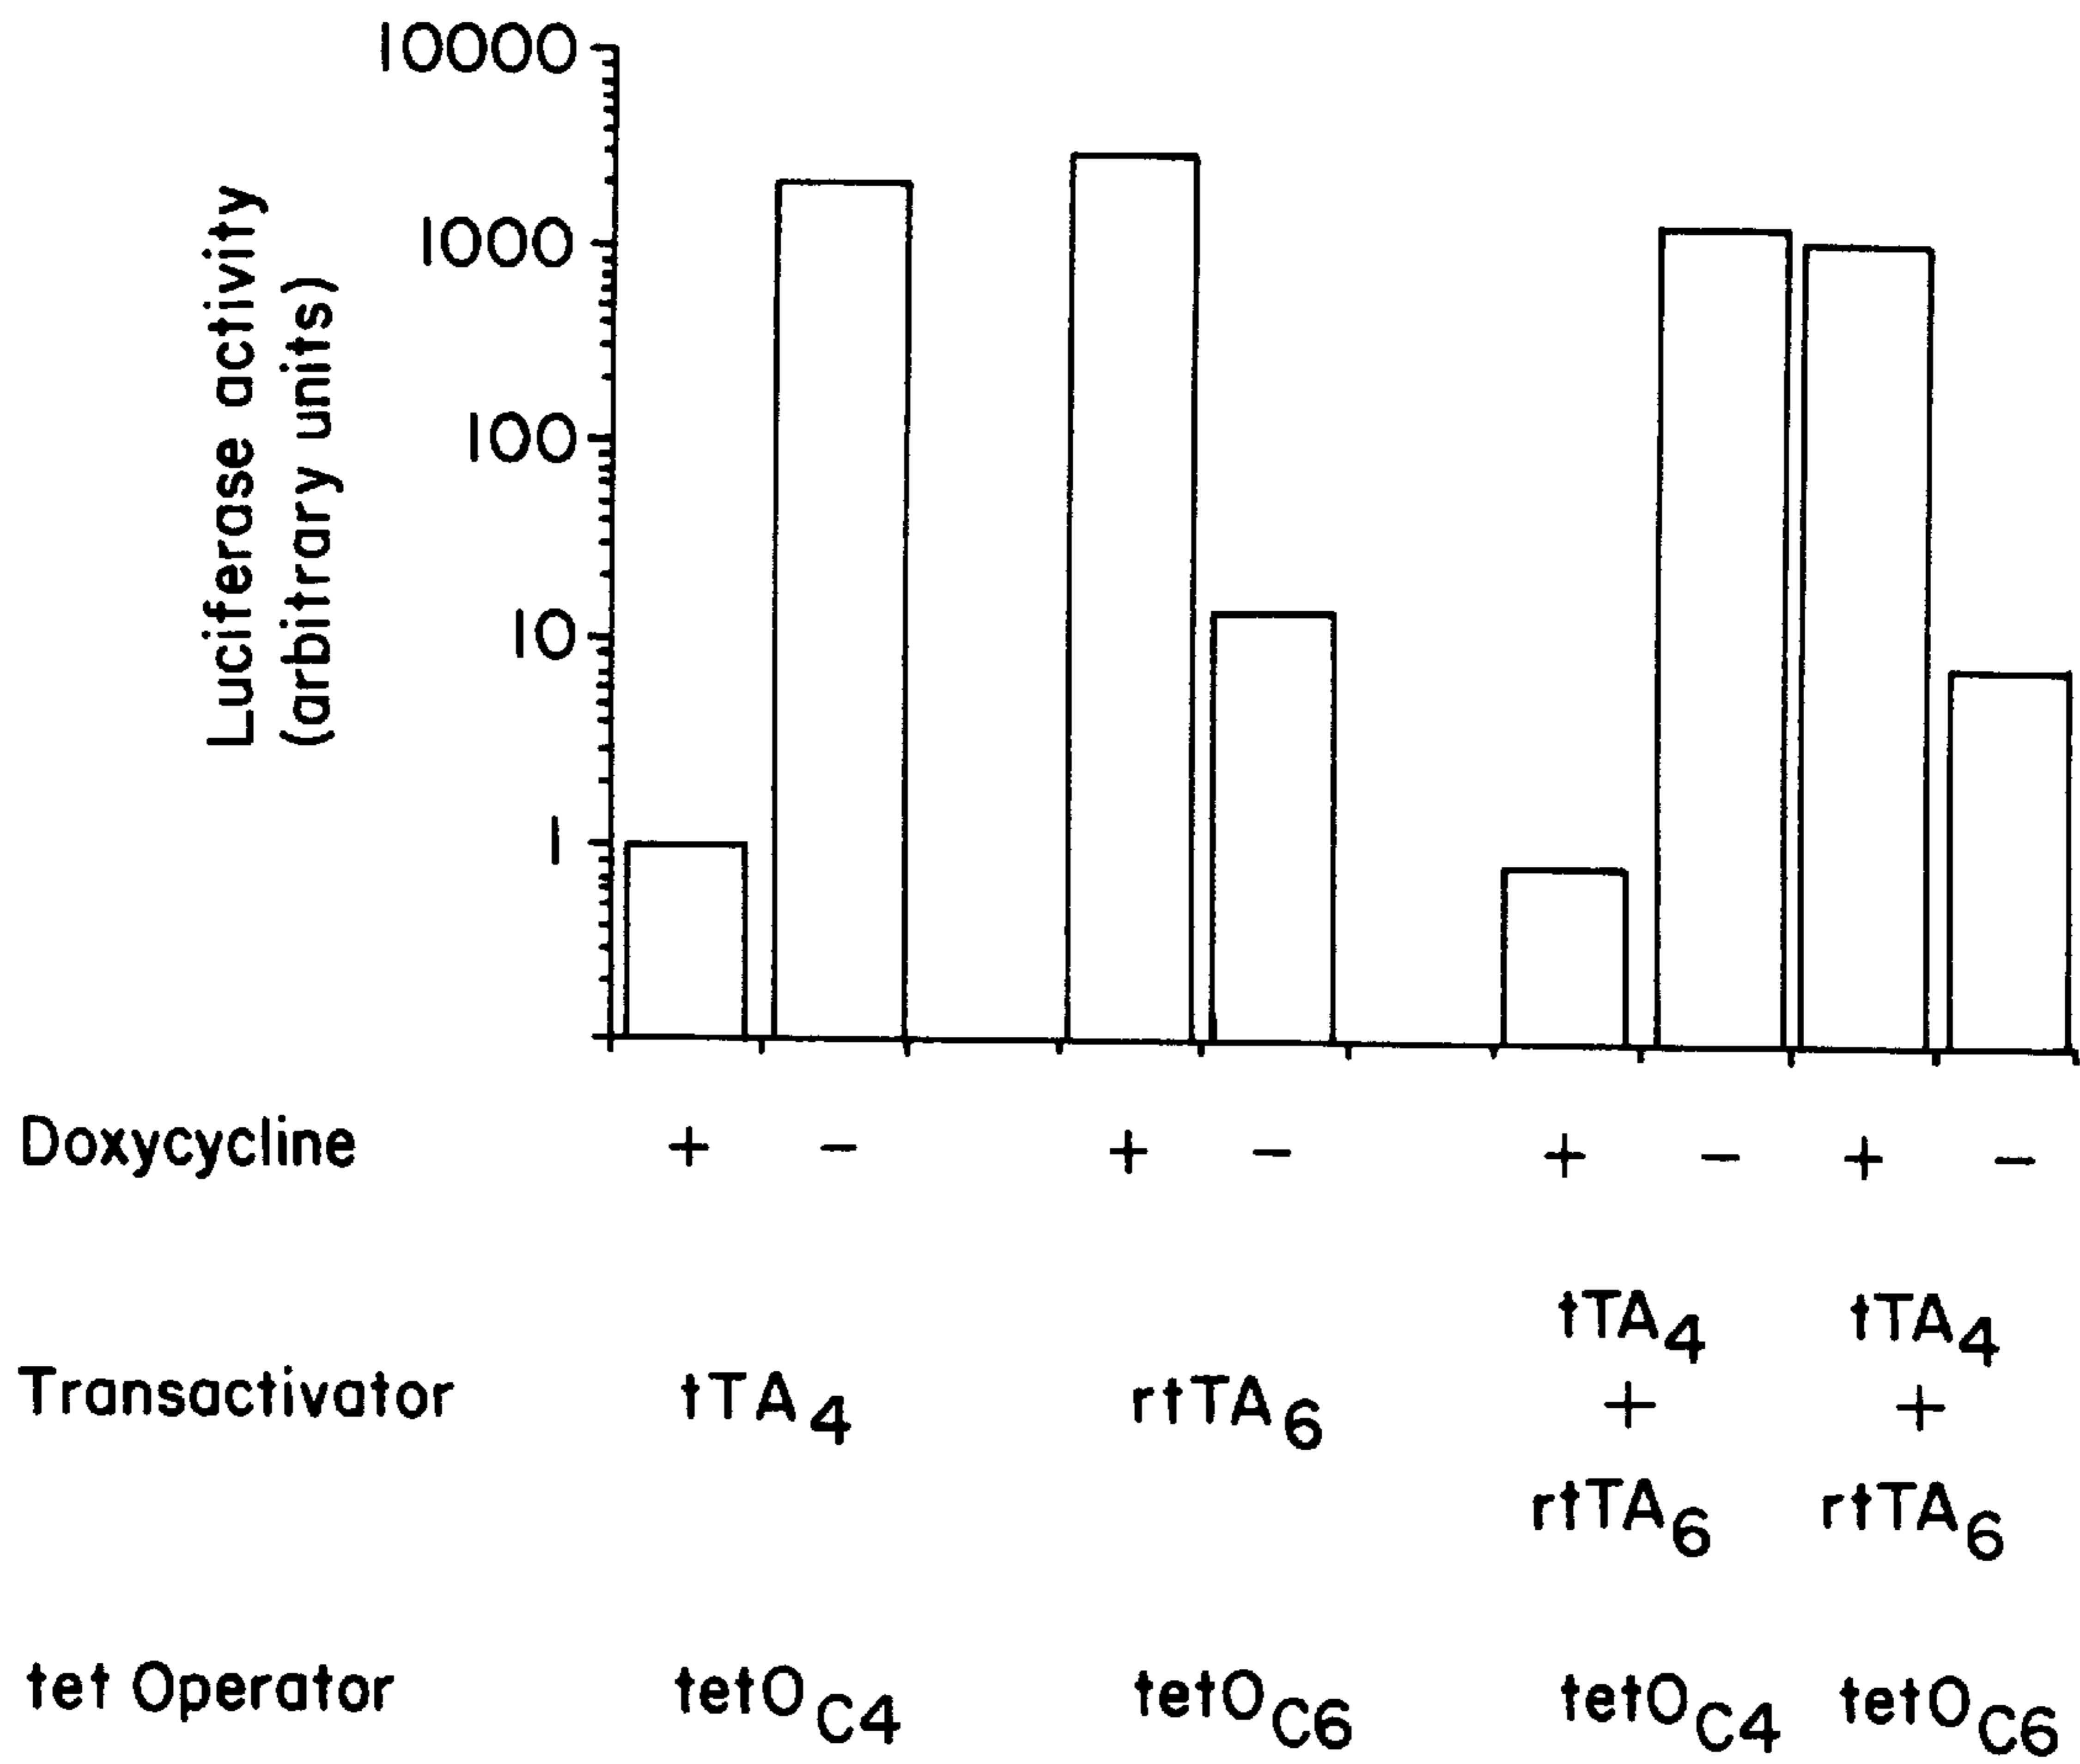 Luciferase activity
(arbitrary units)
10000
1000
100
10
1
Doxycycline + − + − + − + −
tTA4 tTA4
Transactivator tTA4 rtTA6 + +
rtTA6 rtTA6
tet Operator tetOC4 tetOC6 tetOC4 tetOC6